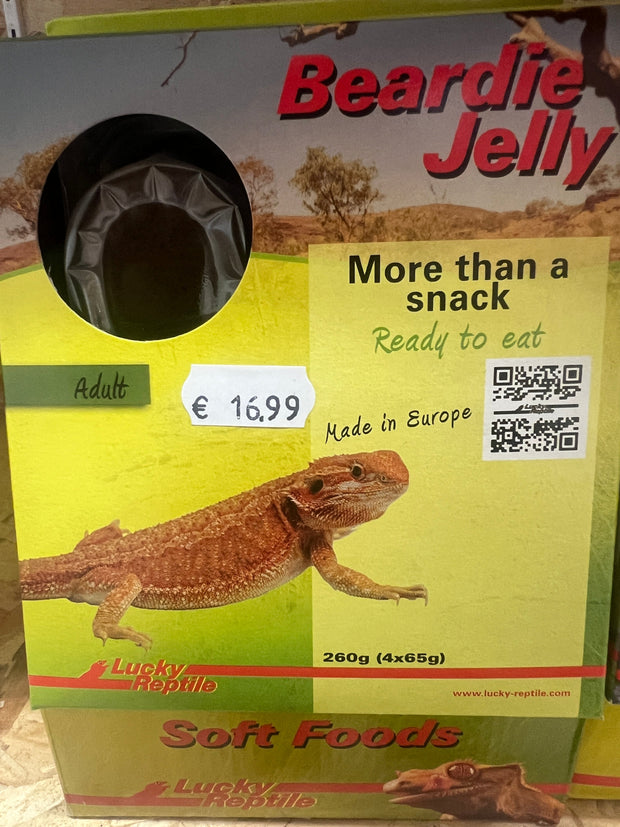 Beardie
Jelly
More than a
snack
Ready to eat
Adult
€ 16.99
Made in Europe
260g (4x65g)
Lucky
Reptile
www.lucky-reptile.com
Soft Foods
Lucky
Reptile